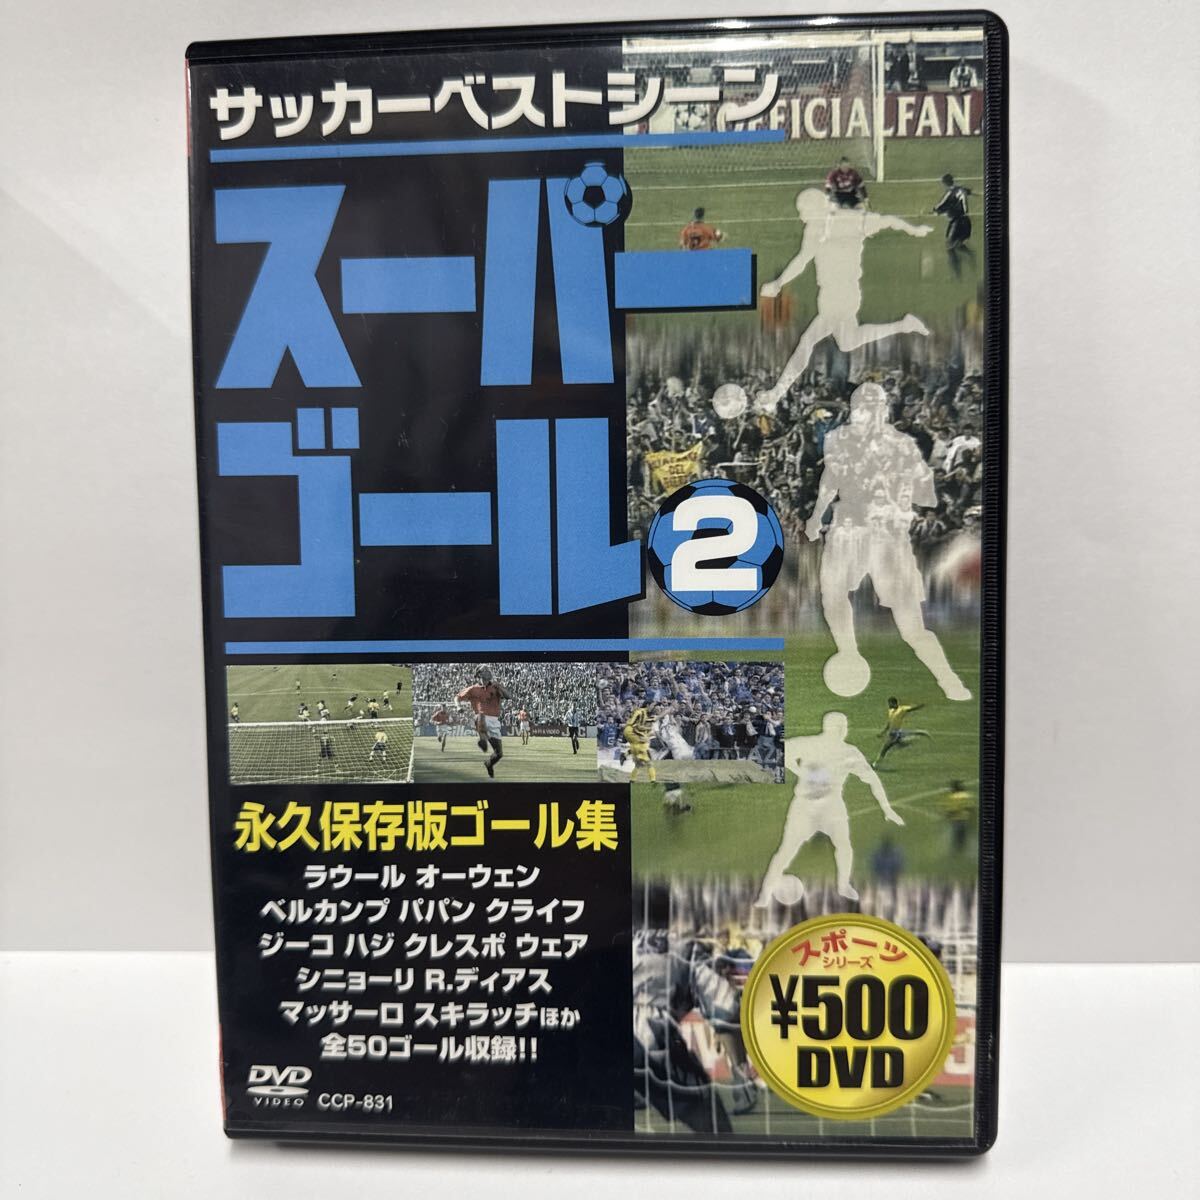 サッカーベストシーン
OFFICIALFAN.
スーパー
ゴール2
永久保存版ゴール集
ラウール オーウェン
ベルカンプ パパン クライフ
ジーコ ハジ クレスポ ウェア
シニョーリ R.ディアス
マッサーロ スキラッチほか
全50ゴール収録!!
スポーツ
シリーズ
¥500
DVD
DVD
VIDEO CCP-831